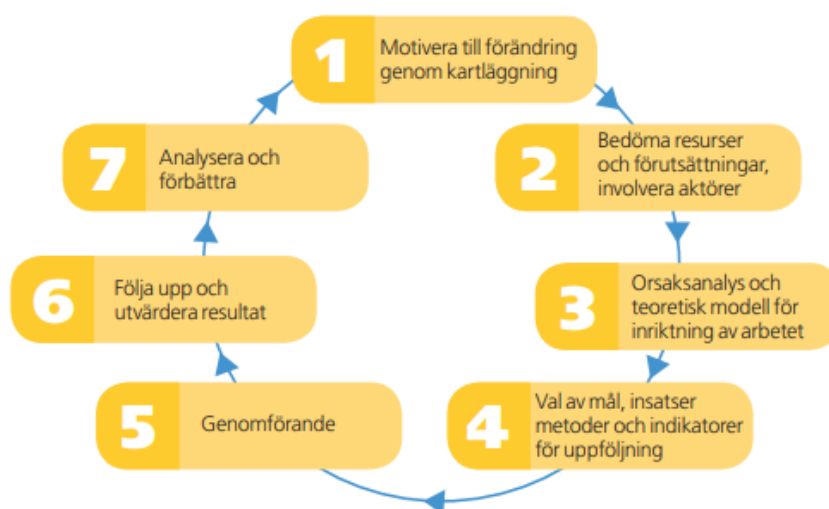 1
Motivera till förändring
genom kartläggning
2
Bedöma resurser
och förutsättningar,
involvera aktörer
3
Orsaksanalys och
teoretisk modell för
inriktning av arbetet
4
Val av mål, insatser
metoder och indikatorer
för uppföljning
5
Genomförande
6
Följa upp och
utvärdera resultat
7
Analysera och
förbättra